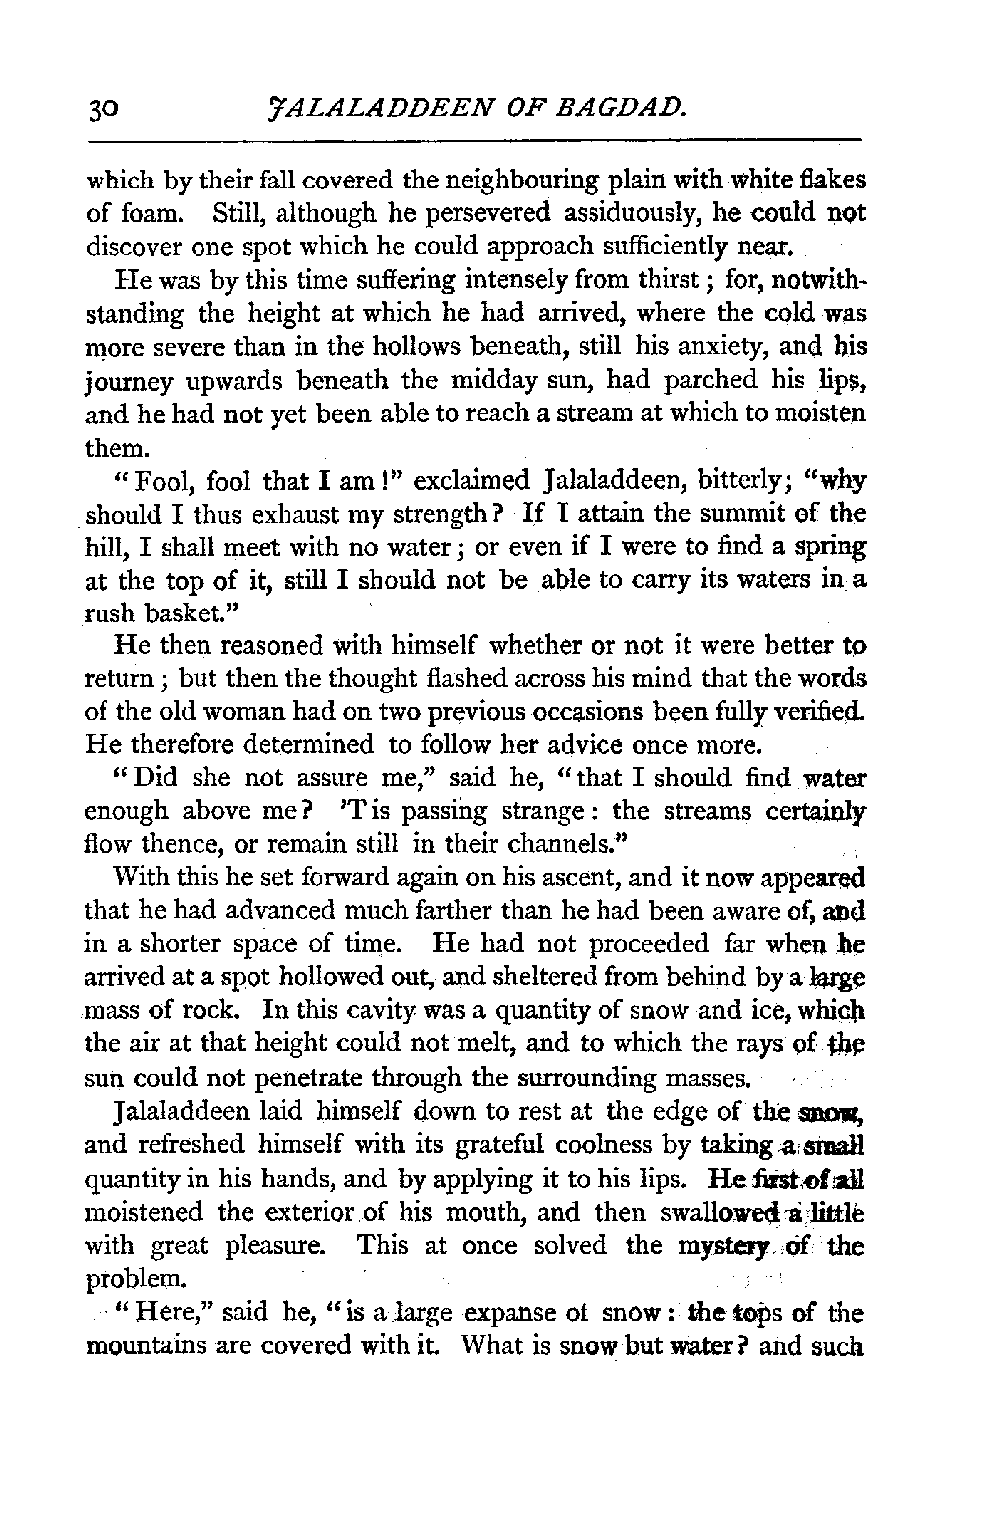 30 JALALADDEEN OF BAGDAD.
which by their fall covered the neighbouring plain with white flakes
of foam. Still, although he persevered assiduously, he could not
discover one spot which he could approach sufficiently near.
He was by this time suffering intensely from thirst; for, notwith-
standing the height at which he had arrived, where the cold was
more severe than in the hollows beneath, still his anxiety, and his
journey upwards beneath the midday sun, had parched his lips,
and he had not yet been able to reach a stream at which to moisten
them.
“Fool, fool that I am!” exclaimed Jalaladdeen, bitterly; “why
should I thus exhaust my strength? If I attain the summit of the
hill, I shall meet with no water; or even if I were to find a spring
at the top of it, still I should not be able to carry its waters in a
rush basket.”
He then reasoned with himself whether or not it were better to
return; but then the thought flashed across his mind that the words
of the old woman had on two previous occasions been fully verified.
He therefore determined to follow her advice once more.
“Did she not assure me,” said he, “that I should find water
enough above me? ’Tis passing strange: the streams certainly
flow thence, or remain still in their channels.”
With this he set forward again on his ascent, and it now appeared
that he had advanced much farther than he had been aware of, and
in a shorter space of time. He had not proceeded far when he
arrived at a spot hollowed out, and sheltered from behind by a large
mass of rock. In this cavity was a quantity of snow and ice, which
the air at that height could not melt, and to which the rays of the
sun could not penetrate through the surrounding masses.
Jalaladdeen laid himself down to rest at the edge of the snow,
and refreshed himself with its grateful coolness by taking a small
quantity in his hands, and by applying it to his lips. He first of all
moistened the exterior of his mouth, and then swallowed a little
with great pleasure. This at once solved the mystery of the
problem.
“Here,” said he, “is a large expanse of snow: the tops of the
mountains are covered with it. What is snow but water? and such